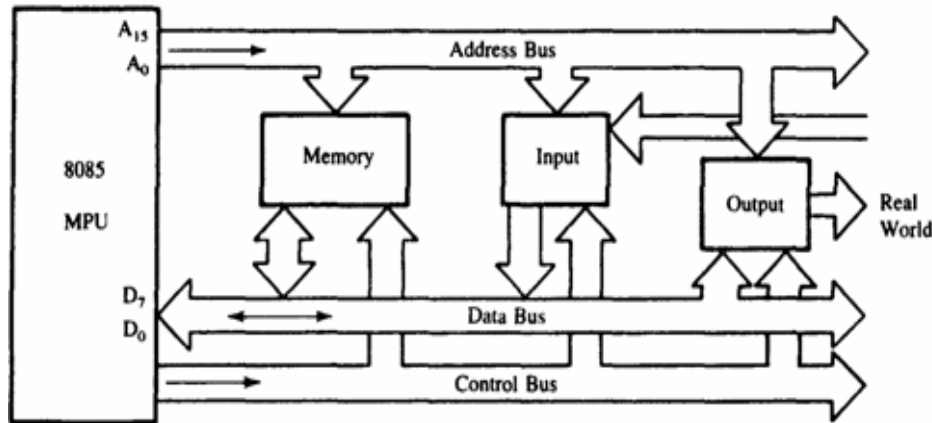 A15
Address Bus
A0
8085
MPU
Memory
Input
Output
Real
World
D7
Data Bus
D0
Control Bus